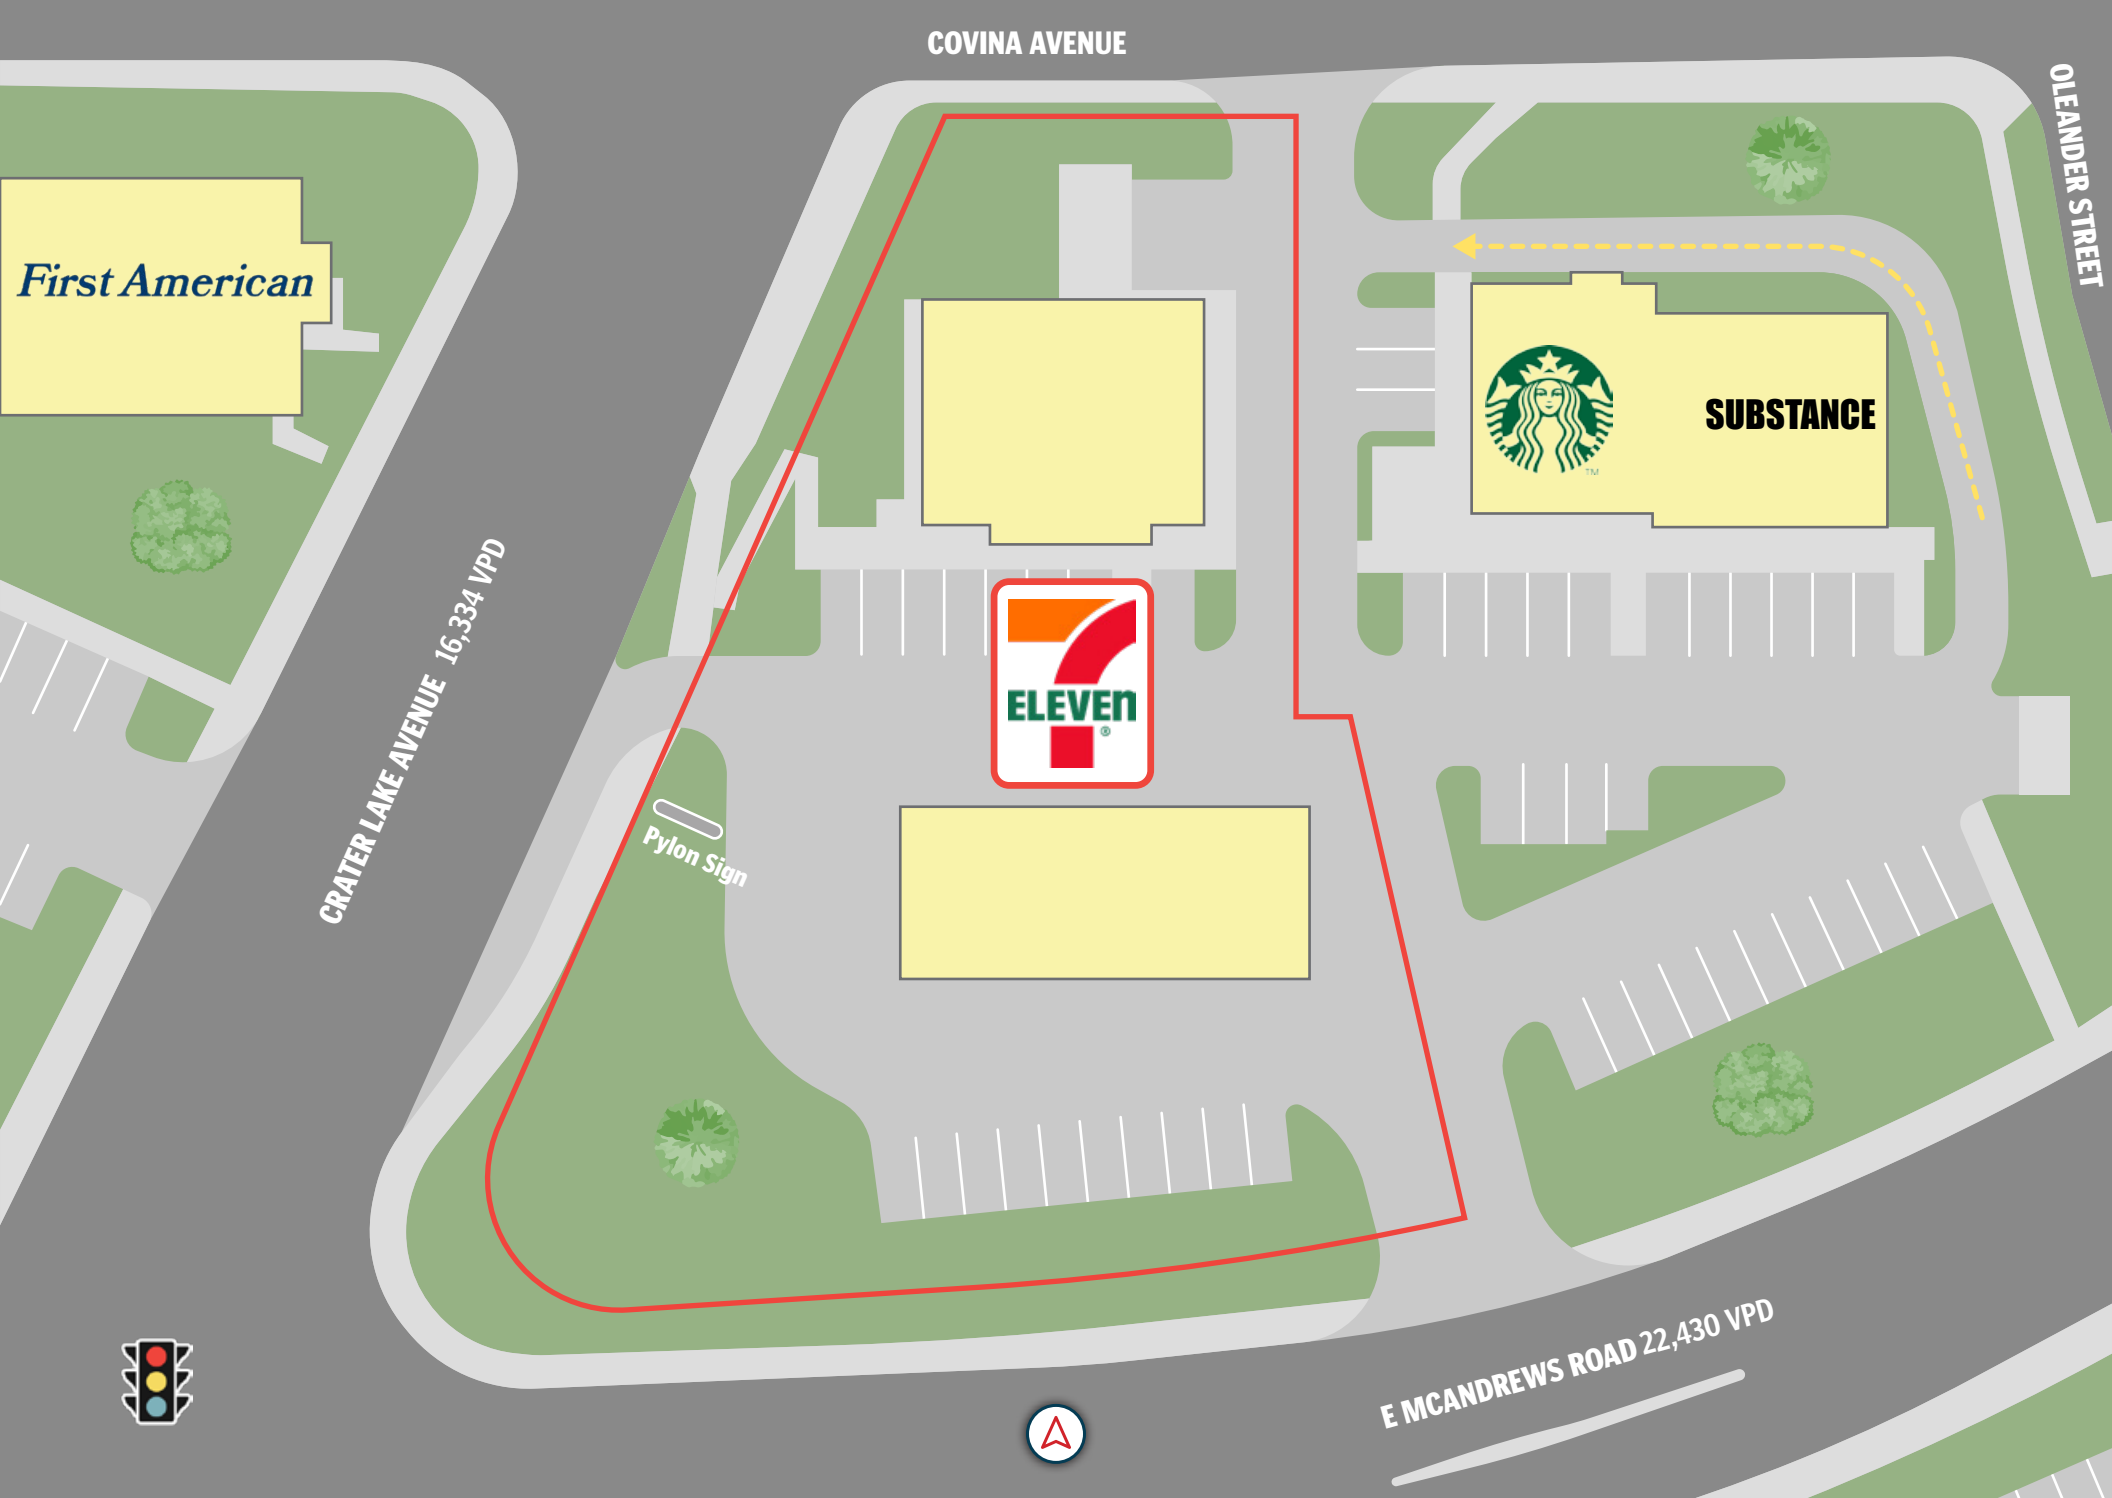 COVINA AVENUE
OLEANDER STREET
First American
TM
SUBSTANCE
CRATER LAKE AVENUE 16,334 VPD
ELEVEn
®
Pylon Sign
E MCANDREWS ROAD 22,430 VPD